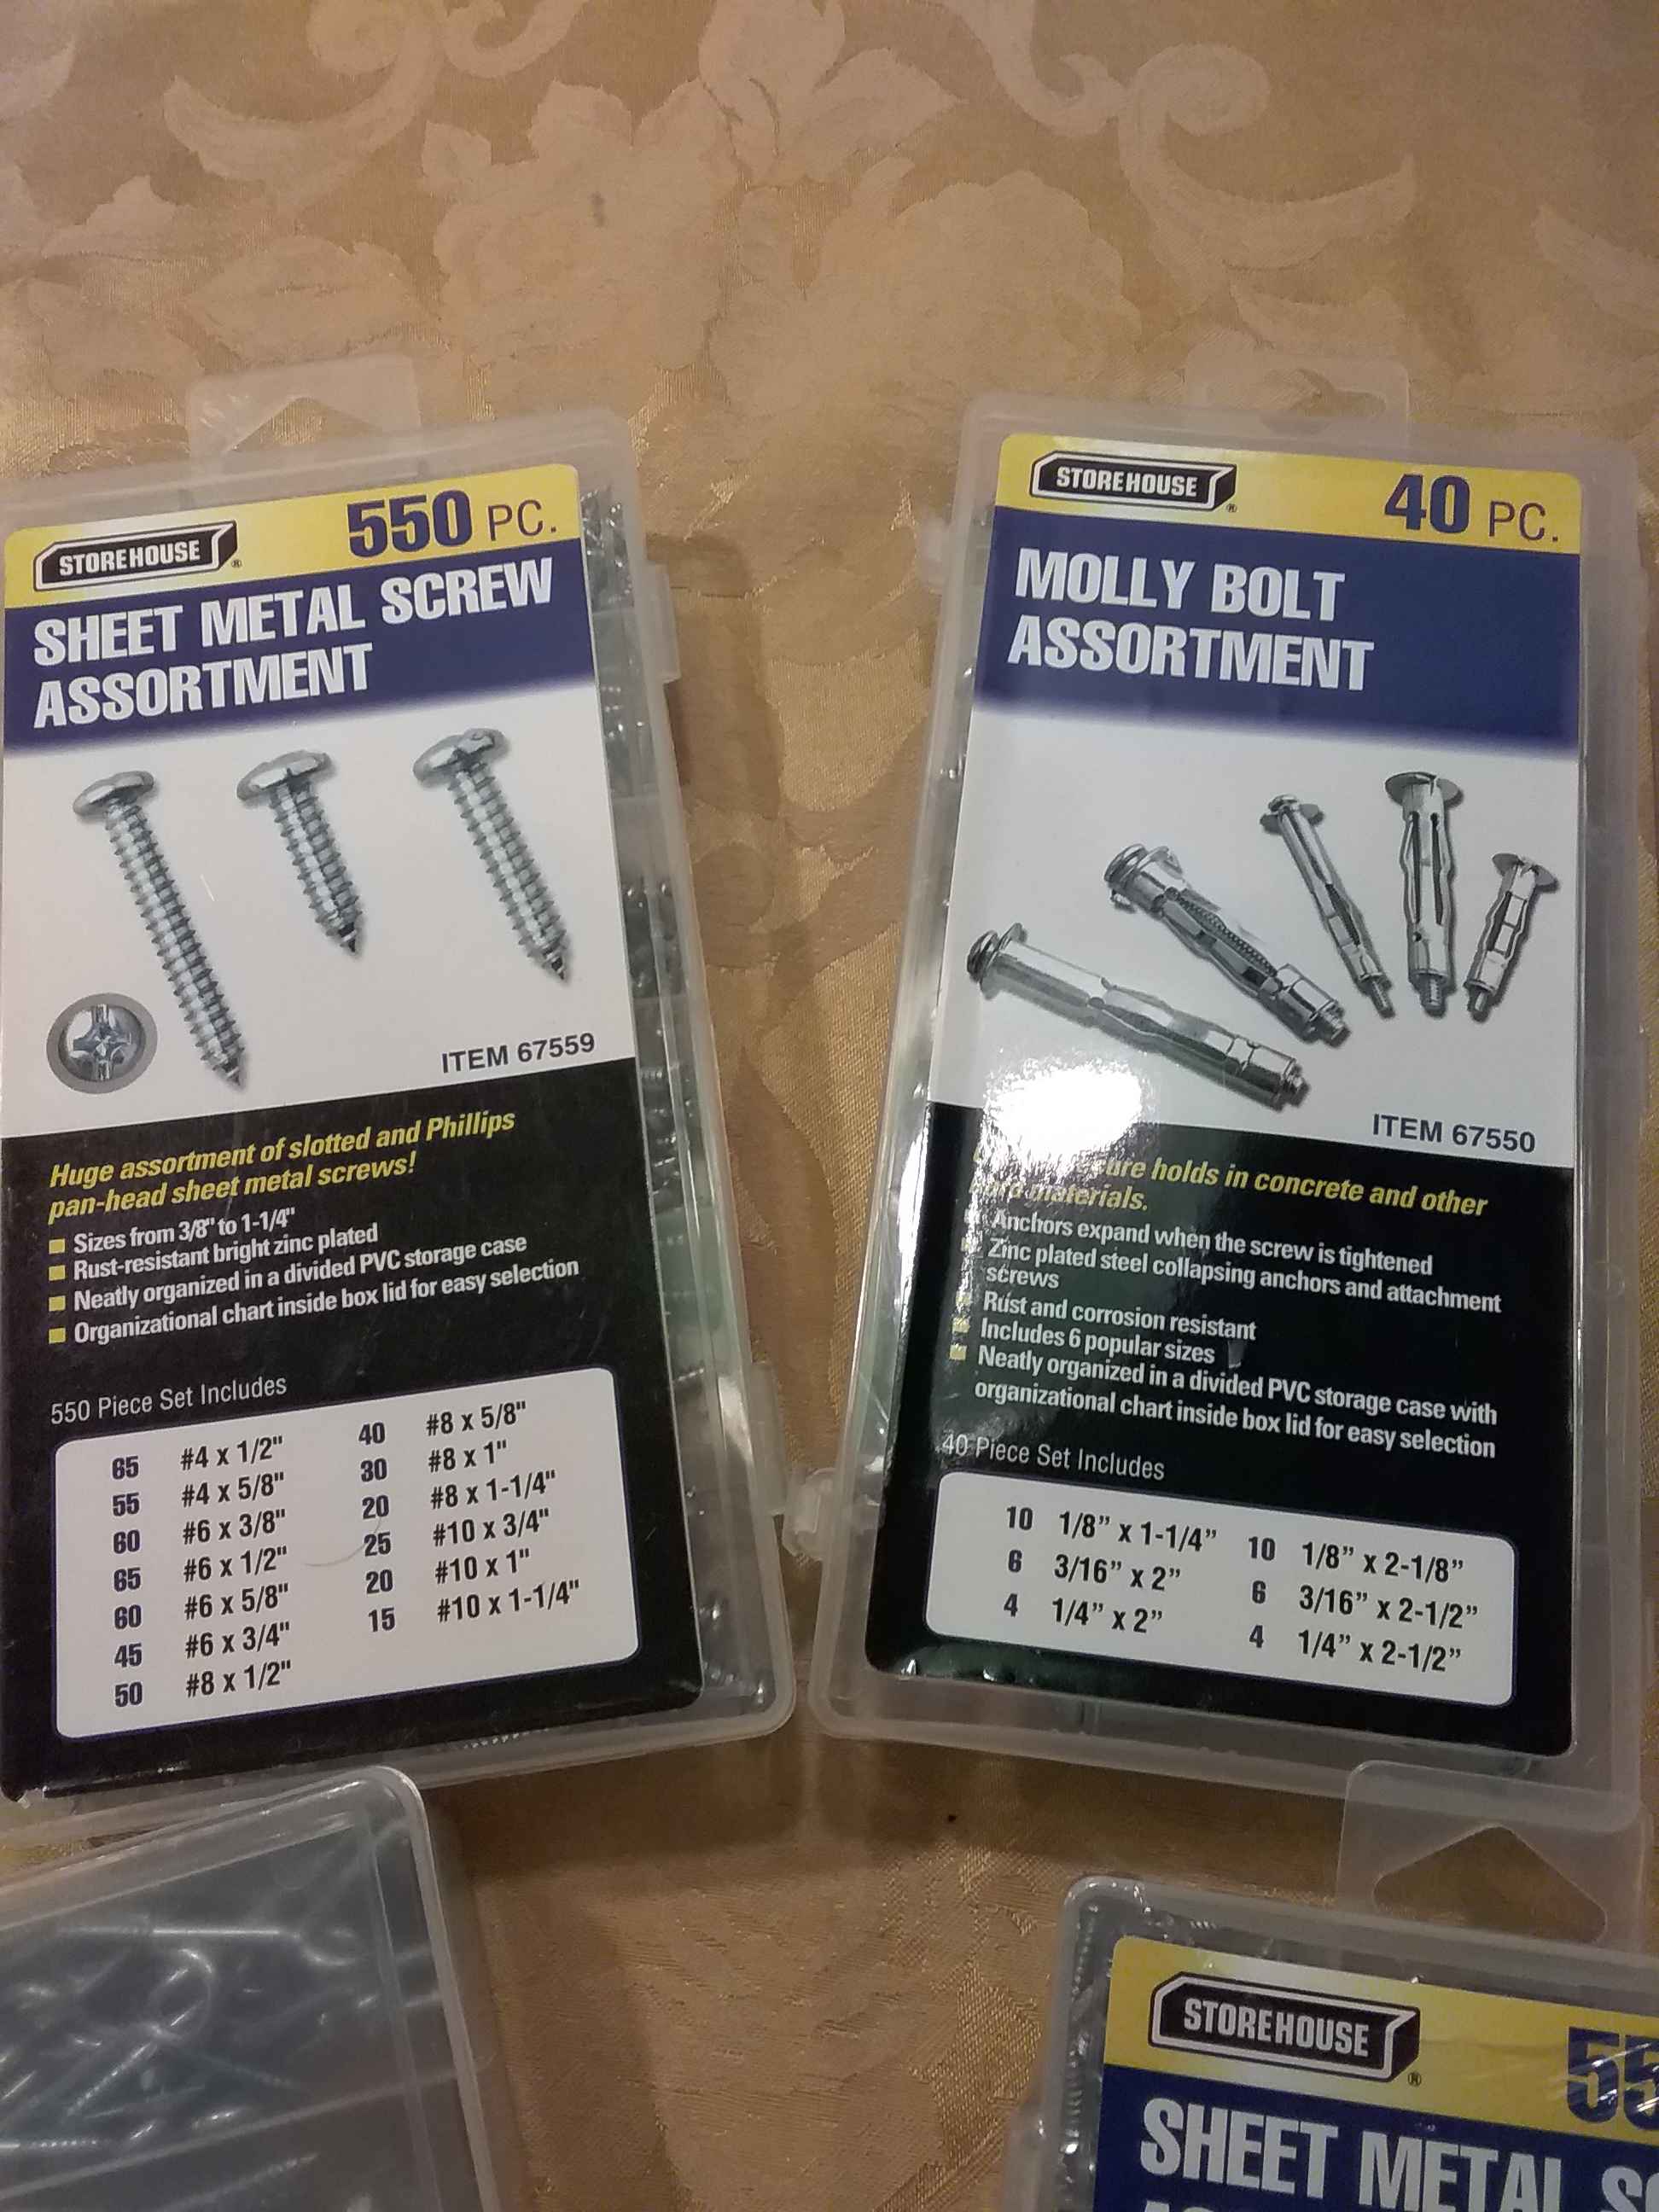 STOREHOUSE ® 550 PC.
SHEET METAL SCREW
ASSORTMENT
ITEM 67559
Huge assortment of slotted and Phillips
pan-head sheet metal screws!
Sizes from 3/8" to 1-1/4"
Rust-resistant bright zinc plated
Neatly organized in a divided PVC storage case
Organizational chart inside box lid for easy selection
550 Piece Set Includes
65 #4 x 1/2"
55 #4 x 5/8"
60 #6 x 3/8"
65 #6 x 1/2"
60 #6 x 5/8"
45 #6 x 3/4"
50 #8 x 1/2"
40 #8 x 5/8"
30 #8 x 1"
20 #8 x 1-1/4"
25 #10 x 3/4"
20 #10 x 1"
15 #10 x 1-1/4"
STOREHOUSE ® 40 PC.
MOLLY BOLT
ASSORTMENT
ITEM 67550
holds in concrete and other
materials.
Anchors expand when the screw is tightened
Zinc plated steel collapsing anchors and attachment
screws
Rust and corrosion resistant
Includes 6 popular sizes
Neatly organized in a divided PVC storage case with
organizational chart inside box lid for easy selection
40 Piece Set Includes
10 1/8” x 1-1/4” 10 1/8” x 2-1/8”
6 3/16” x 2” 6 3/16” x 2-1/2”
4 1/4” x 2” 4 1/4” x 2-1/2”
STOREHOUSE ® 55
SHEET METAL SC